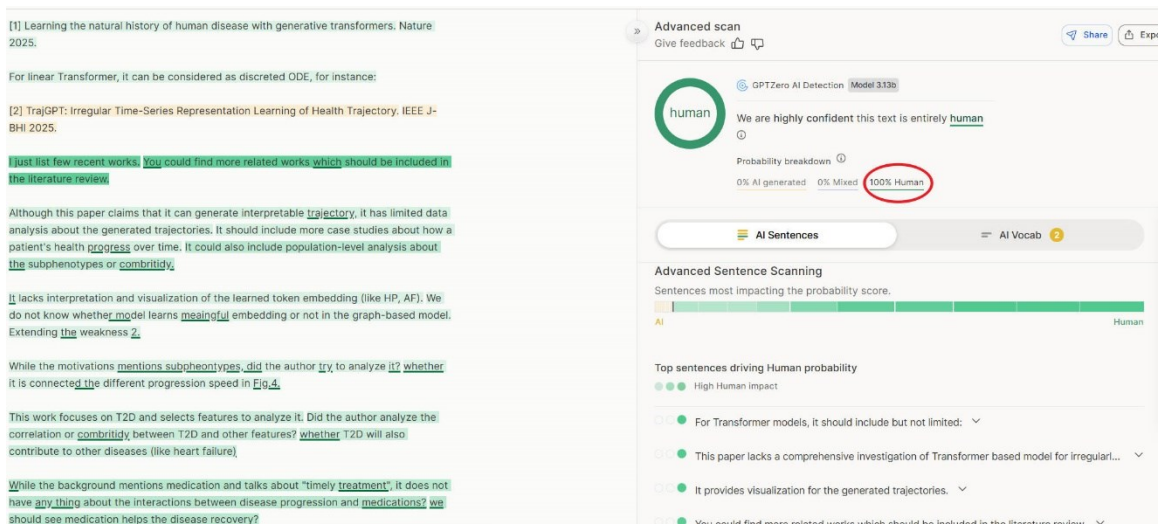 [1] Learning the natural history of human disease with generative transformers. Nature
2025.
For linear Transformer, it can be considered as discreted ODE, for instance:
[2] TrajGPT: Irregular Time-Series Representation Learning of Health Trajectory. IEEE J-
BHI 2025.
I just list few recent works. You could find more related works which should be included in
the literature review.
Although this paper claims that it can generate interpretable trajectory, it has limited data
analysis about the generated trajectories. It should include more case studies about how a
patient's health progress over time. It could also include population-level analysis about
the subphenotypes or combritidy.
It lacks interpretation and visualization of the learned token embedding (like HP, AF). We
do not know whether model learns meaingful embedding or not in the graph-based model.
Extending the weakness 2.
While the motivations mentions subpheontypes, did the author try to analyze it? whether
it is connected the different progression speed in Fig.4.
This work focuses on T2D and selects features to analyze it. Did the author analyze the
correlation or combritidy between T2D and other features? whether T2D will also
contribute to other diseases (like heart failure)
While the background mentions medication and talks about "timely treatment", it does not
have any thing about the interactions between disease progression and medications? we
should see medication helps the disease recovery?
Advanced scan
Give feedback
Share
Expo
human
GPTZero AI Detection Model 3.13b
We are highly confident this text is entirely human
Probability breakdown
0% AI generated 0% Mixed 100% Human
AI Sentences
AI Vocab 2
Advanced Sentence Scanning
Sentences most impacting the probability score.
AI
Human
Top sentences driving Human probability
High Human impact
For Transformer models, it should include but not limited:
This paper lacks a comprehensive investigation of Transformer based model for irregularl...
It provides visualization for the generated trajectories.
You could find more related works which should be included in the literature review.